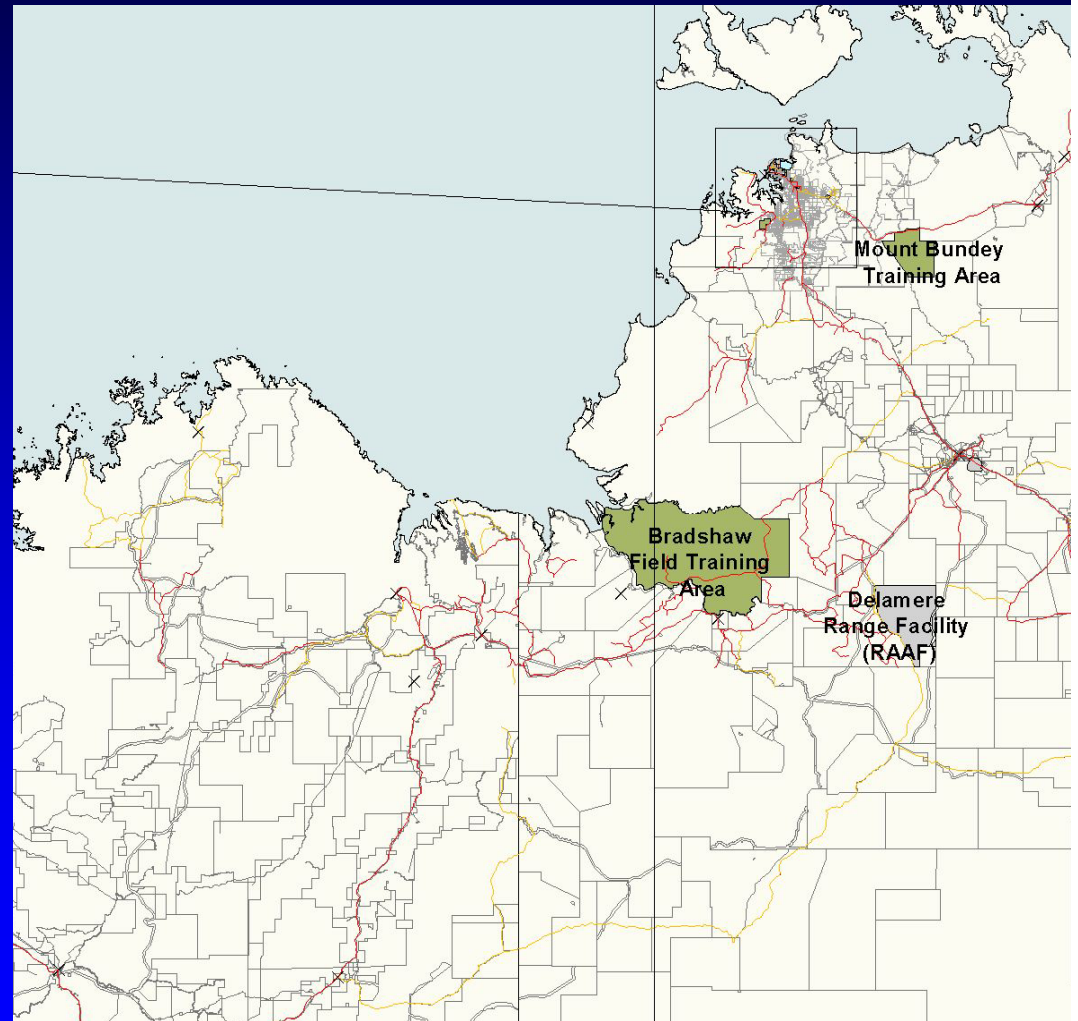 Mount Bundey
Training Area
Bradshaw
Field Training
Area
Delamere
Range Facility
(RAAF)